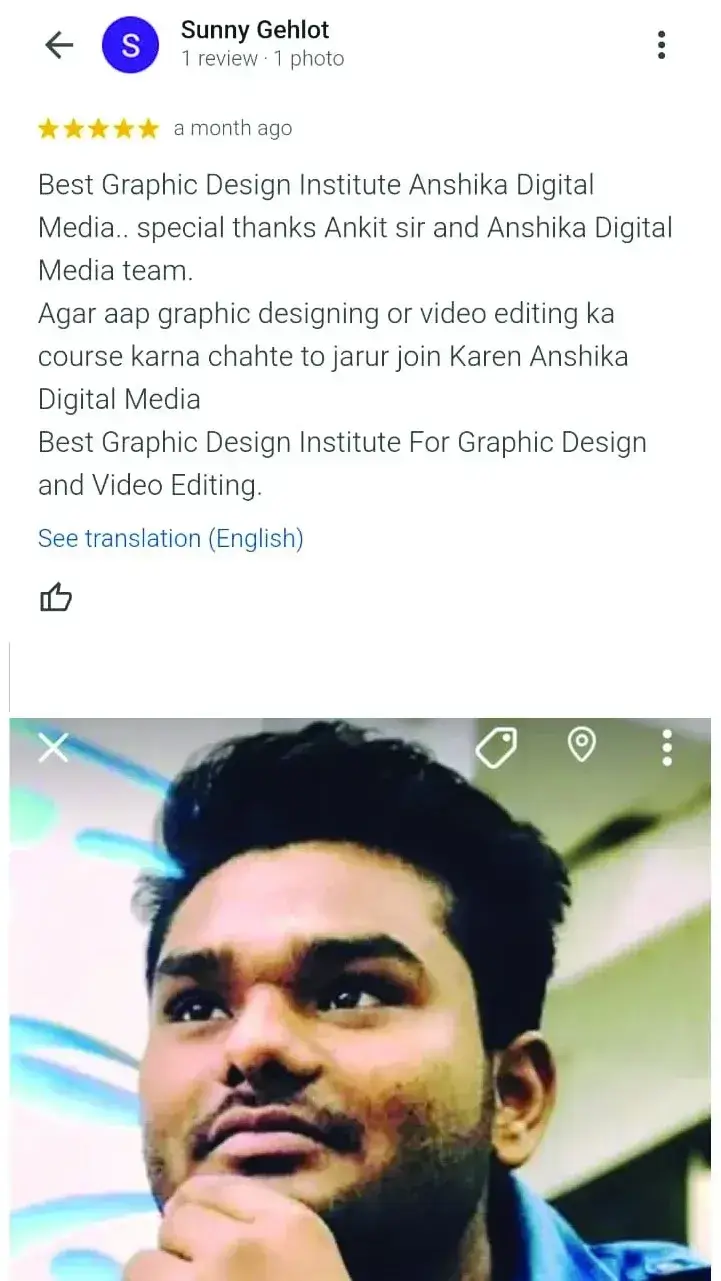 S
Sunny Gehlot
1 review · 1 photo
a month ago
Best Graphic Design Institute Anshika Digital
Media.. special thanks Ankit sir and Anshika Digital
Media team.
Agar aap graphic designing or video editing ka
course karna chahte to jarur join Karen Anshika
Digital Media
Best Graphic Design Institute For Graphic Design
and Video Editing.
See translation (English)